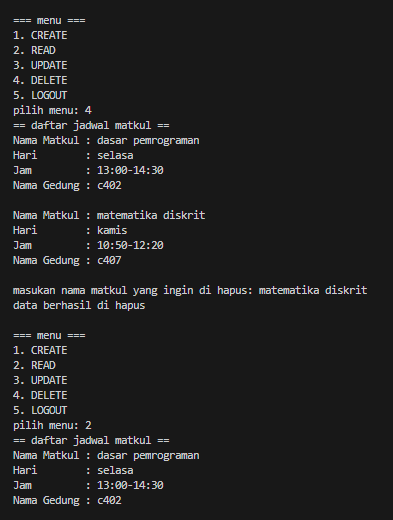 === menu ===
1. CREATE
2. READ
3. UPDATE
4. DELETE
5. LOGOUT
pilih menu: 4
== daftar jadwal matkul ==
Nama Matkul : dasar pemrograman
Hari        : selasa
Jam         : 13:00-14:30
Nama Gedung : c402

Nama Matkul : matematika diskrit
Hari        : kamis
Jam         : 10:50-12:20
Nama Gedung : c407

masukan nama matkul yang ingin di hapus: matematika diskrit
data berhasil di hapus

=== menu ===
1. CREATE
2. READ
3. UPDATE
4. DELETE
5. LOGOUT
pilih menu: 2
== daftar jadwal matkul ==
Nama Matkul : dasar pemrograman
Hari        : selasa
Jam         : 13:00-14:30
Nama Gedung : c402